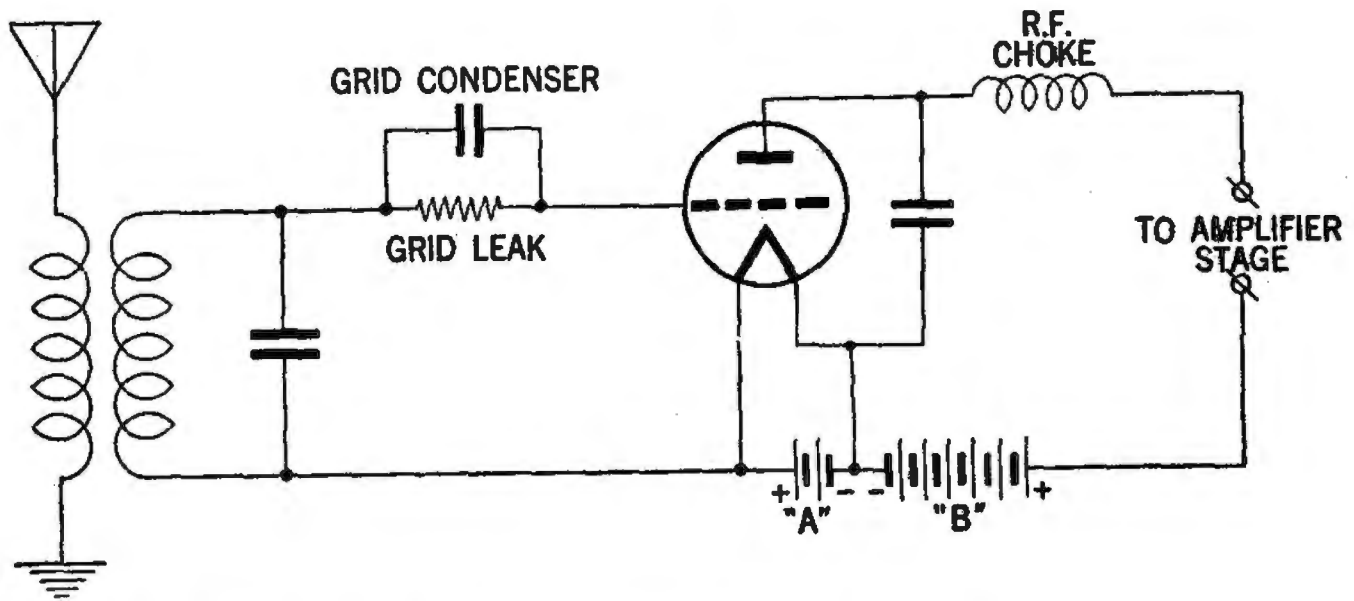 R.F.
CHOKE
GRID CONDENSER
GRID LEAK
TO AMPLIFIER
STAGE
+ - - +
"A" "B"